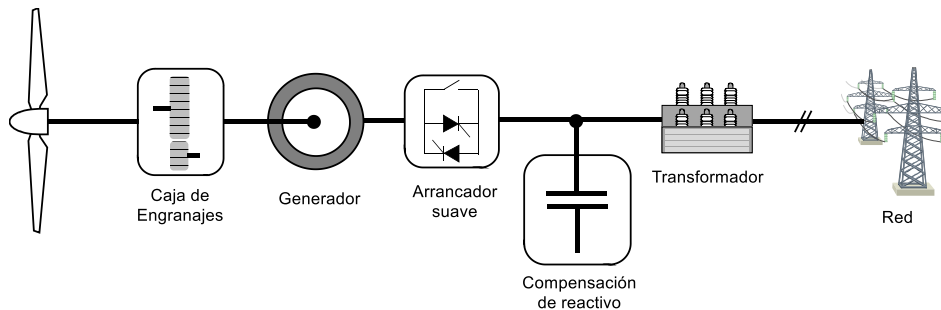 Caja de
Engranajes
Generador
Arrancador
suave
Compensación
de reactivo
Transformador
Red